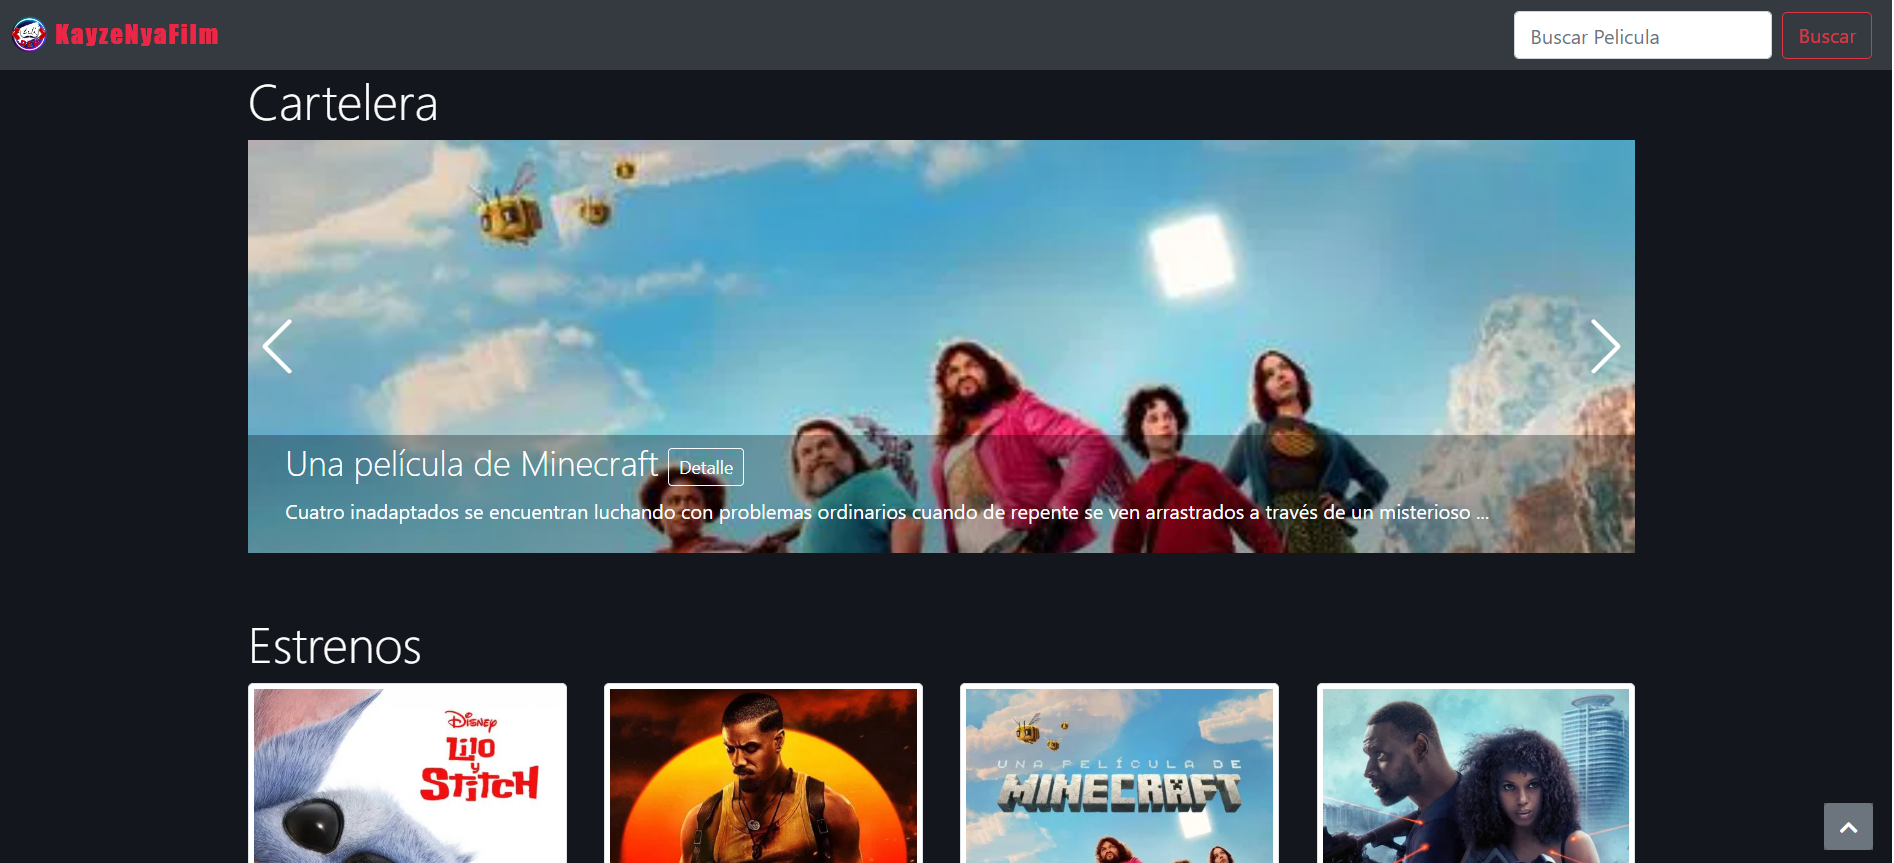 KayzeNyaFilm
Buscar Pelicula
Buscar
Cartelera
Una película de Minecraft
Detalle
Cuatro inadaptados se encuentran luchando con problemas ordinarios cuando de repente se ven arrastrados a través de un misterioso ...
Estrenos
DISNEY
LILO
Y
STITCH
UNA PELÍCULA DE
MINECRAFT